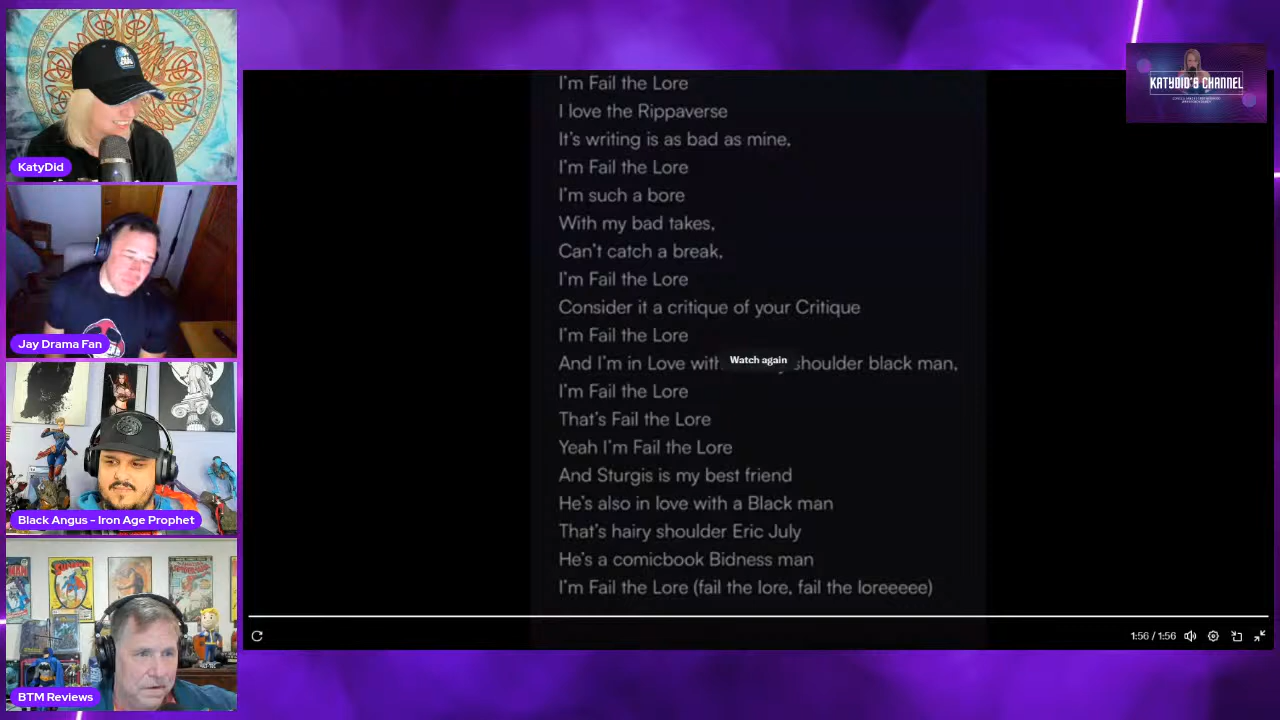 KatyDid
Jay Drama Fan
Black Angus - Iron Age Prophet
BTM Reviews
KATYDID'S CHANNEL
I'm Fail the Lore
I love the Rippaverse
It's writing is as bad as mine,
I'm Fail the Lore
I'm such a bore
With my bad takes,
Can't catch a break,
I'm Fail the Lore
Consider it a critique of your Critique
I'm Fail the Lore
And I'm in Love with shoulder black man,
Watch again
I'm Fail the Lore
That's Fail the Lore
Yeah I'm Fail the Lore
And Sturgis is my best friend
He's also in love with a Black man
That's hairy shoulder Eric July
He's a comicbook Bidness man
I'm Fail the Lore (fail the lore, fail the loreeeee)
1:56 / 1:56